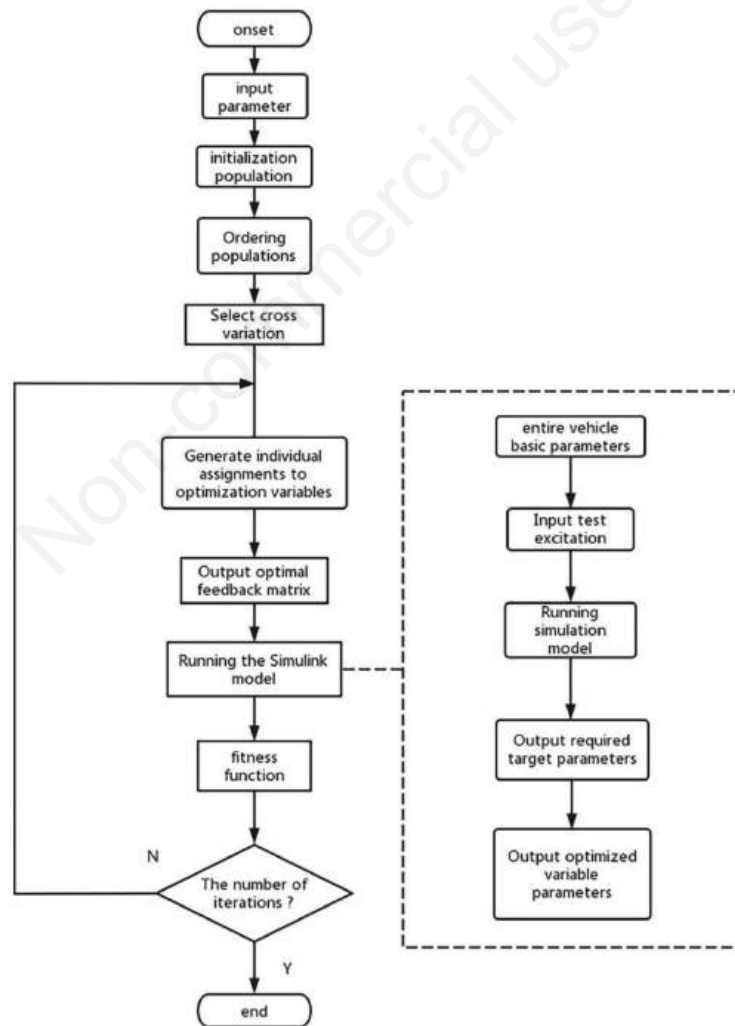 onset
input
parameter
initialization
population
Ordering
populations
Select cross
variation
Generate individual
assignments to
optimization variables
Output optimal
feedback matrix
Running the Simulink
model
fitness
function
N
The number of
iterations ?
Y
end
entire vehicle
basic parameters
Input test
excitation
Running
simulation
model
Output required
target parameters
Output optimized
variable
parameters
Non-commercial use